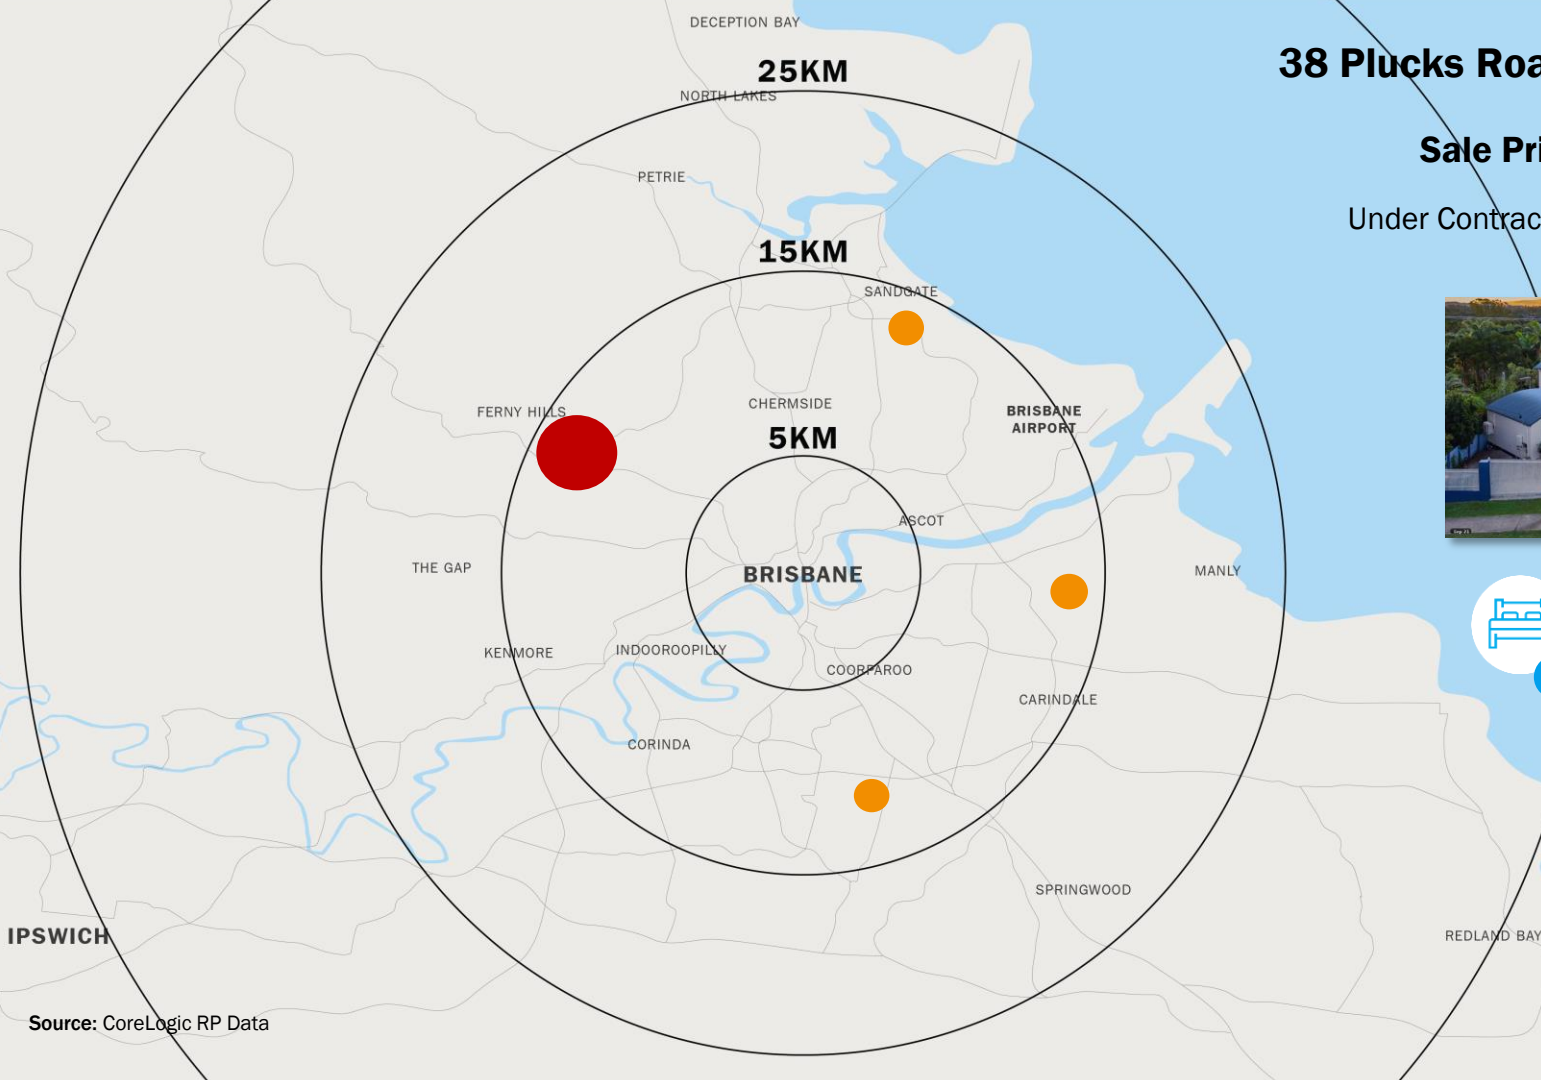 DECEPTION BAY
38 Plucks Roa
25KM
NORTH LAKES
Sale Pri
PETRIE
Under Contrac
15KM
SANDGATE
FERNY HILLS
CHERMSIDE
BRISBANE
AIRPORT
5KM
ASCOT
THE GAP
BRISBANE
MANLY
KENMORE
INDOOROOPILLY
COORPAROO
CARINDALE
CORINDA
SPRINGWOOD
IPSWICH
REDLAND BAY
Source: CoreLogic RP Data